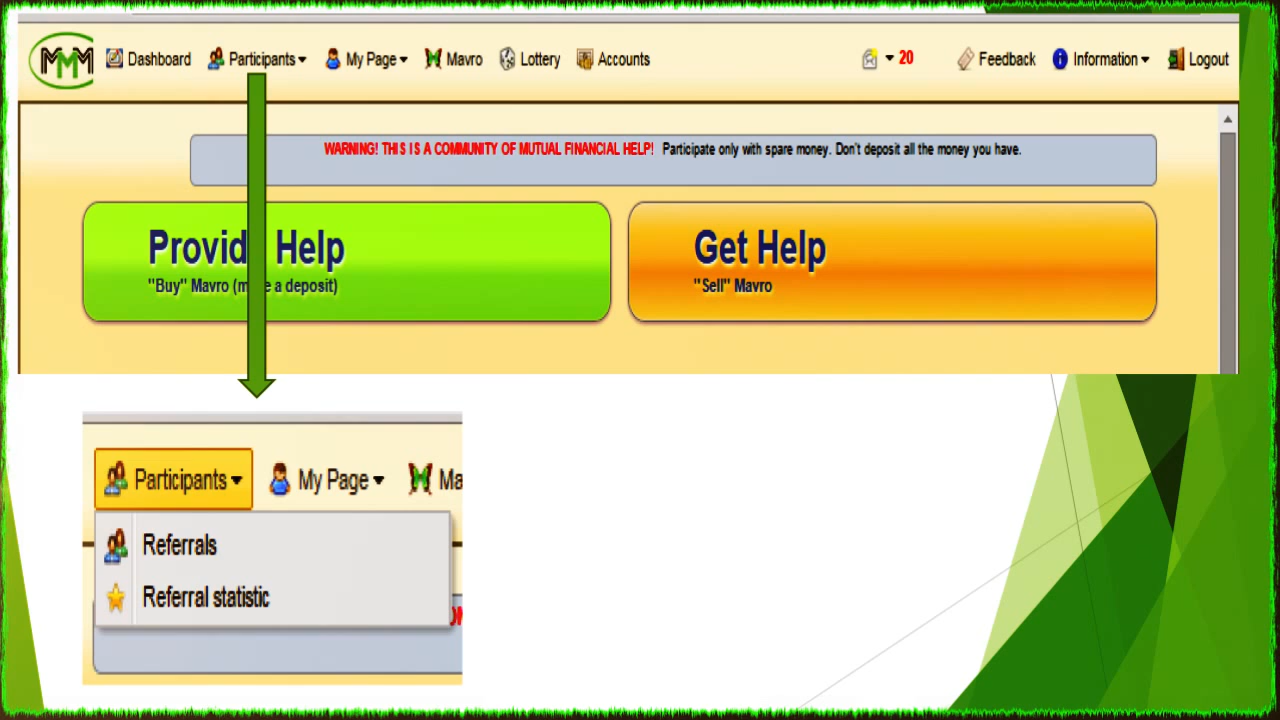 MMM Dashboard Participants My Page Mavro Lottery Accounts 20 Feedback Information Logout
WARNING! THIS IS A COMMUNITY OF MUTUAL FINANCIAL HELP! Participate only with spare money. Don't deposit all the money you have.
Provid Help
"Buy" Mavro (m e a deposit)
Get Help
"Sell" Mavro
Participants My Page Ma
Referrals
Referral statistic